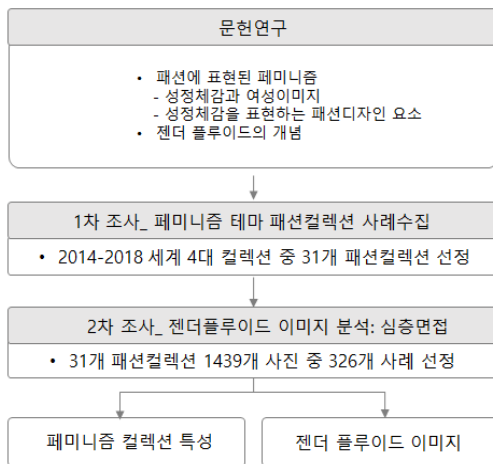 문헌연구
• 패션에 표현된 페미니즘
- 성정체감과 여성이미지
- 성정체감을 표현하는 패션디자인 요소
• 젠더 플루이드의 개념
1차 조사_ 페미니즘 테마 패션컬렉션 사례수집
• 2014-2018 세계 4대 컬렉션 중 31개 패션컬렉션 선정
2차 조사_ 젠더플루이드 이미지 분석: 심층면접
• 31개 패션컬렉션 1439개 사진 중 326개 사례 선정
페미니즘 컬렉션 특성
젠더 플루이드 이미지